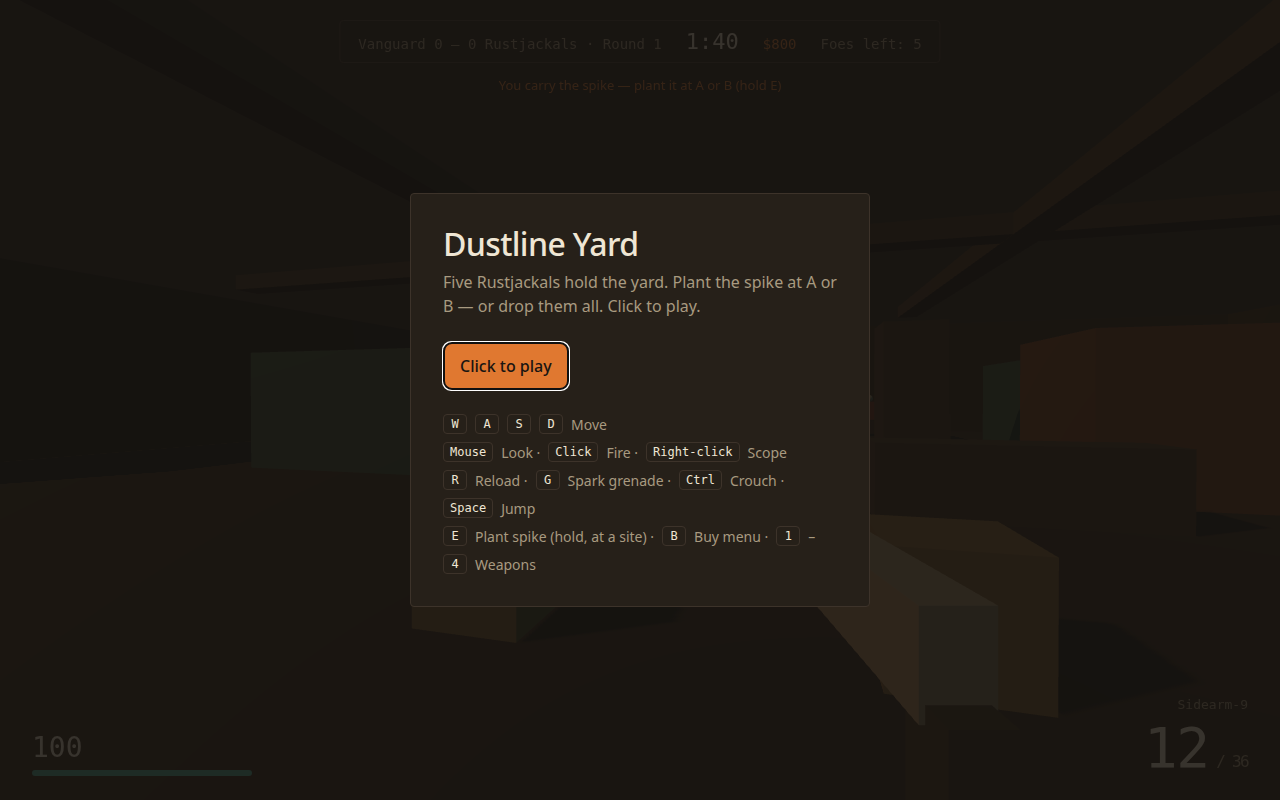 Vanguard 0 — 0 Rustjackals · Round 1 1:40 $800 Foes left: 5
You carry the spike — plant it at A or B (hold E)
Dustline Yard
Five Rustjackals hold the yard. Plant the spike at A or
B — or drop them all. Click to play.
Click to play
W A S D Move
Mouse Look · Click Fire · Right-click Scope
R Reload · G Spark grenade · Ctrl Crouch ·
Space Jump
E Plant spike (hold, at a site) · B Buy menu · 1 –
4 Weapons
Sidearm-9
100
12 / 36